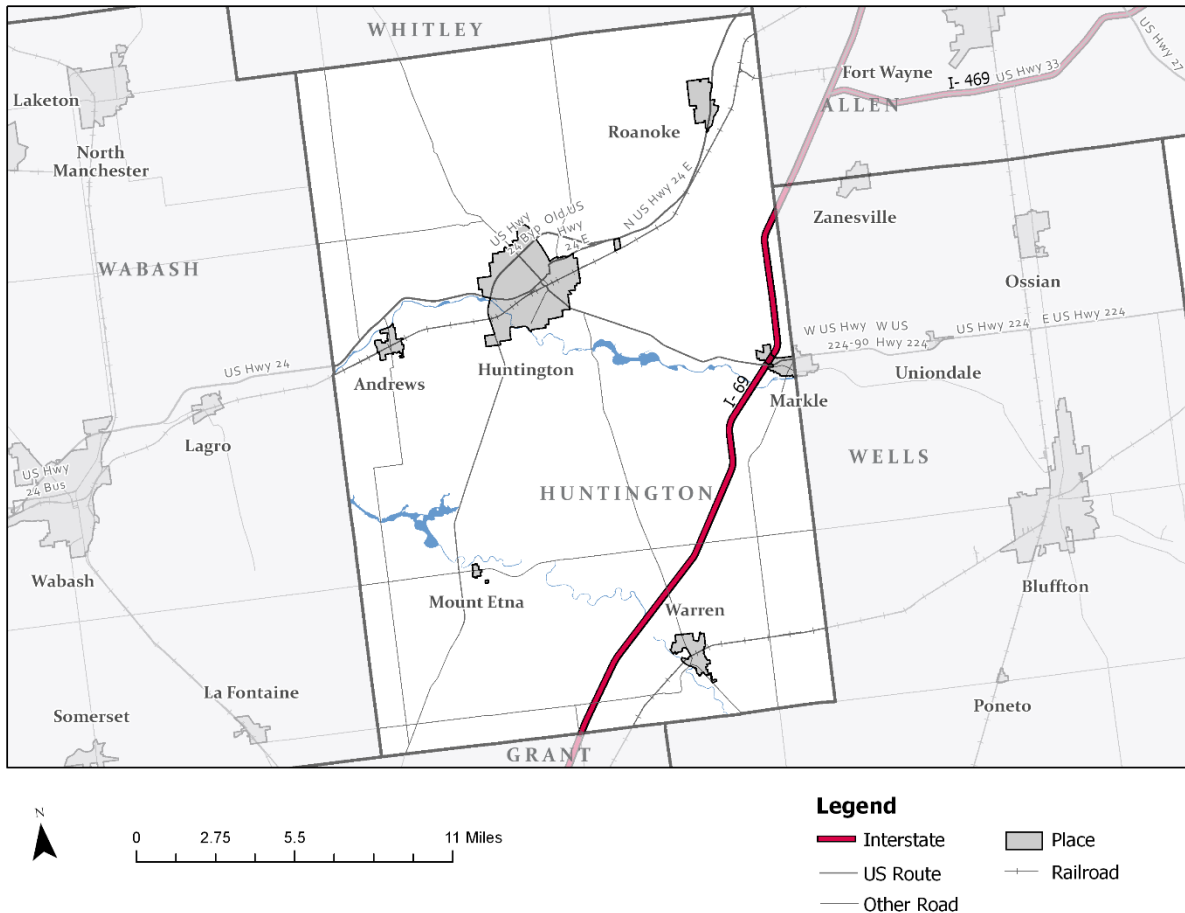 WHITLEY
Fort Wayne
I- 469
US Hwy 33
US Hwy 27
ALLEN
Laketon
Roanoke
North
Manchester
N US Hwy 24 E
US Hwy
24 Byp
Old US
Hwy
24 E
Zanesville
WABASH
Ossian
W US Hwy
224-90
W US
Hwy 224
US Hwy 224
E US Hwy 224
US Hwy 24
Andrews
Huntington
Uniondale
I- 69
Markle
Lagro
WELLS
US Hwy
24 Bus
HUNTINGTON
Wabash
Mount Etna
Warren
Bluffton
La Fontaine
Somerset
Poneto
GRANT
N
0 2.75 5.5 11 Miles
Legend
Interstate
US Route
Other Road
Place
Railroad